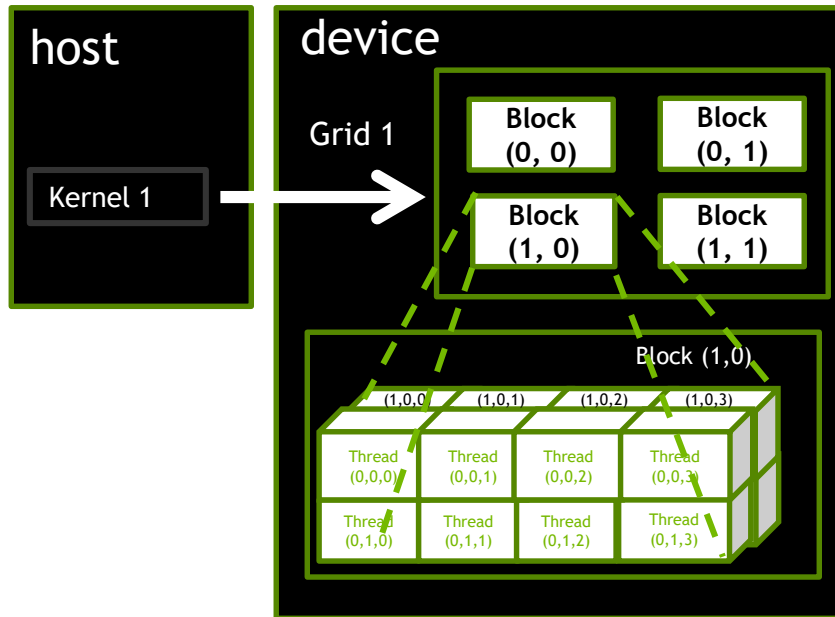 host
device
Grid 1
Kernel 1
Block
(0, 0)
Block
(0, 1)
Block
(1, 0)
Block
(1, 1)
Block (1,0)
(1,0,0)
(1,0,1)
(1,0,2)
(1,0,3)
Thread
(0,0,0)
Thread
(0,0,1)
Thread
(0,0,2)
Thread
(0,0,3)
Thread
(0,1,0)
Thread
(0,1,1)
Thread
(0,1,2)
Thread
(0,1,3)